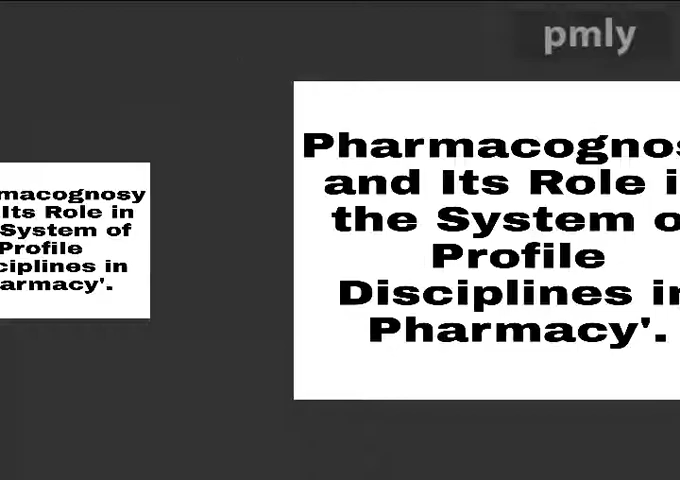 pmly
macognosy
Its Role in
System of
Profile
ciplines in
armacy'.
Pharmacognos
and Its Role i
the System o
Profile
Disciplines in
Pharmacy'.